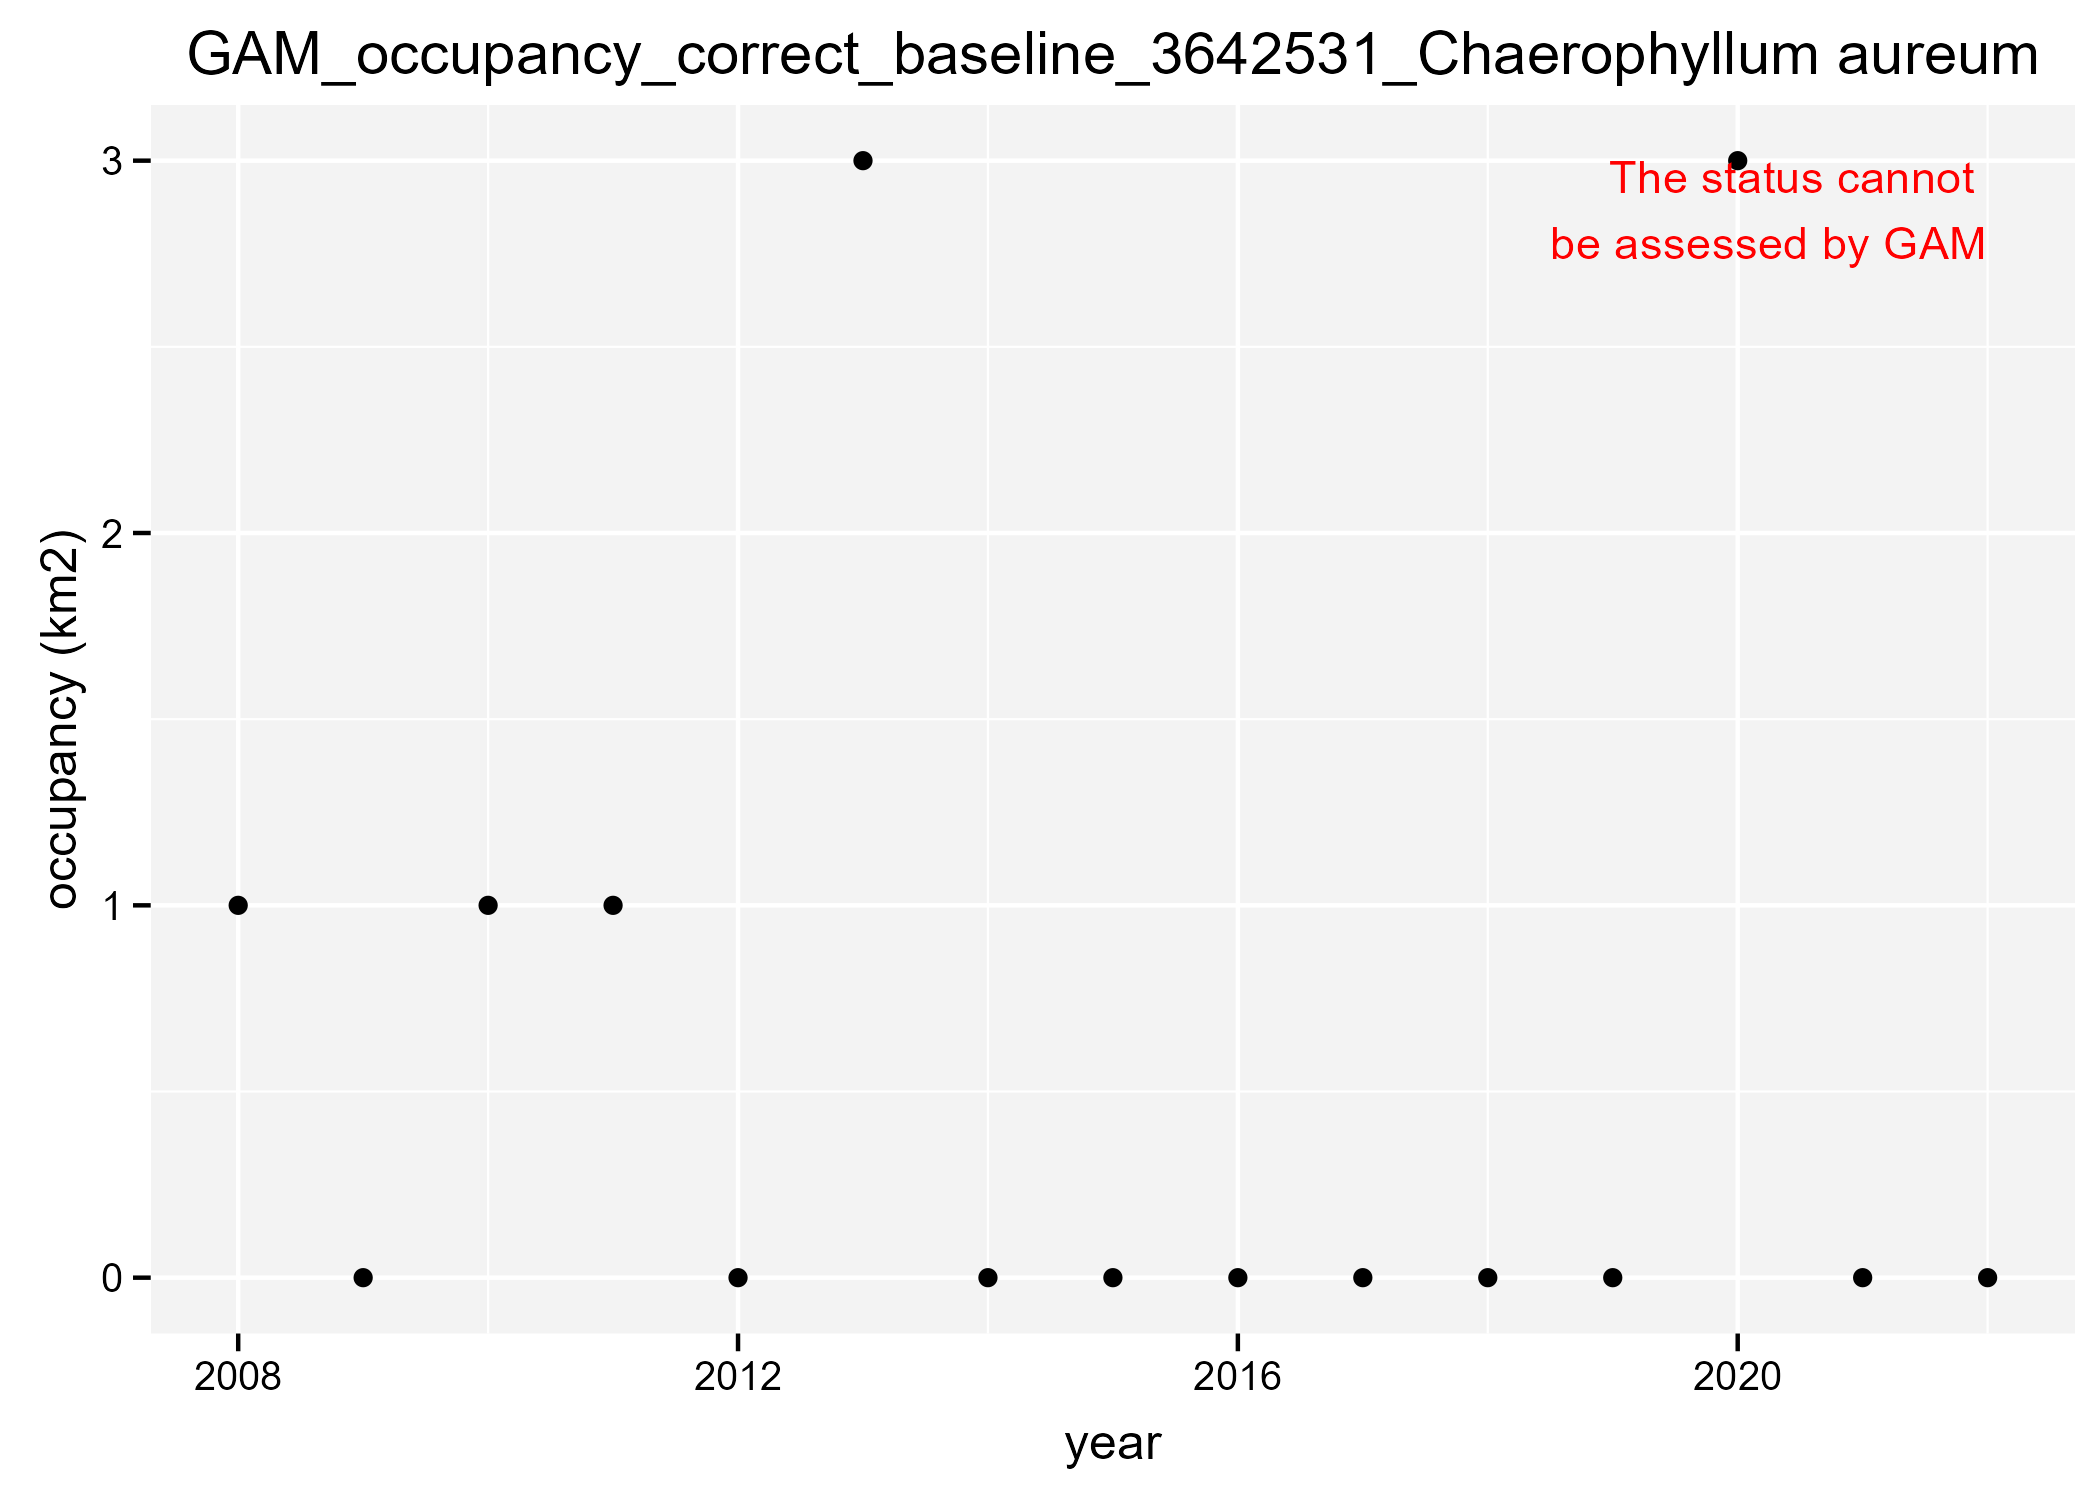 GAM_occupancy_correct_baseline_3642531_Chaerophyllum aureum
The status cannot
be assessed by GAM
occupancy (km2)
3
2
1
0
2008 2012 2016 2020
year